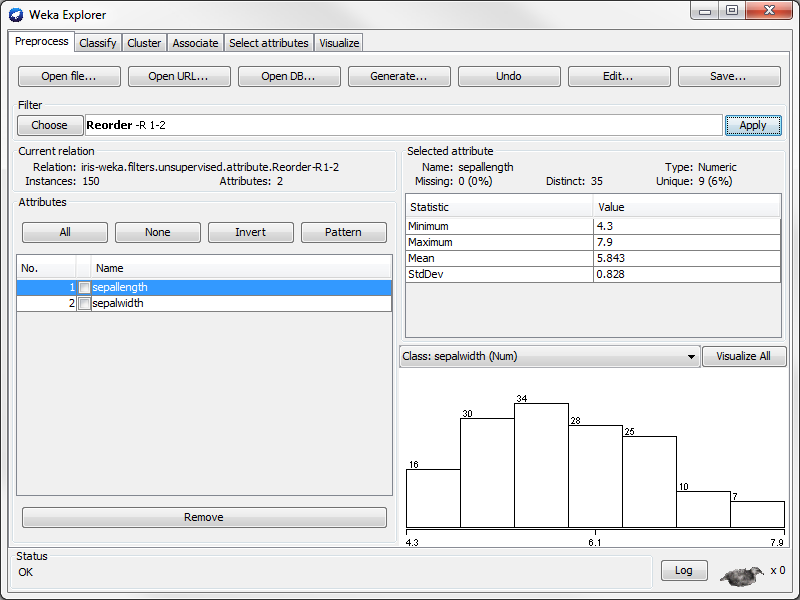 Weka Explorer
Preprocess Classify Cluster Associate Select attributes Visualize
Open file... Open URL... Open DB... Generate... Undo Edit... Save...
Filter
Choose Reorder -R 1-2 Apply
Current relation
Relation: iris-weka.filters.unsupervised.attribute.Reorder-R1-2
Instances: 150 Attributes: 2
Selected attribute
Name: sepallength Type: Numeric
Missing: 0 (0%) Distinct: 35 Unique: 9 (6%)
Attributes
All None Invert Pattern
No. Name
1 sepallength
2 sepalwidth
Remove
Statistic Value
Minimum 4.3
Maximum 7.9
Mean 5.843
StdDev 0.828
Class: sepalwidth (Num) Visualize All
16 30 34 28 25 10 7
4.3 6.1 7.9
Status
OK
Log x 0